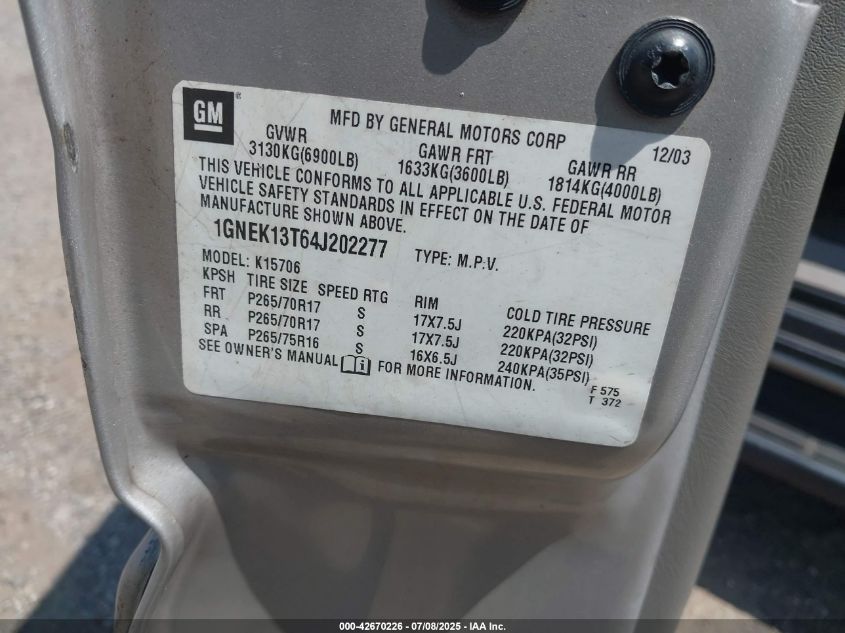 GM
MFD BY GENERAL MOTORS CORP 12/03
GVWR GAWR FRT GAWR RR
3130KG(6900LB) 1633KG(3600LB) 1814KG(4000LB)
THIS VEHICLE CONFORMS TO ALL APPLICABLE U.S. FEDERAL MOTOR
VEHICLE SAFETY STANDARDS IN EFFECT ON THE DATE OF
MANUFACTURE SHOWN ABOVE.
1GNEK13T64J202277 TYPE: M.P.V.
MODEL: K15706
KPSH TIRE SIZE SPEED RTG RIM COLD TIRE PRESSURE
FRT P265/70R17 S 17X7.5J 220KPA(32PSI)
RR P265/70R17 S 17X7.5J 220KPA(32PSI)
SPA P265/75R16 S 16X6.5J 240KPA(35PSI)
SEE OWNER'S MANUAL FOR MORE INFORMATION.
F 575
T 372
000-42670226 - 07/08/2025 - IAA Inc.